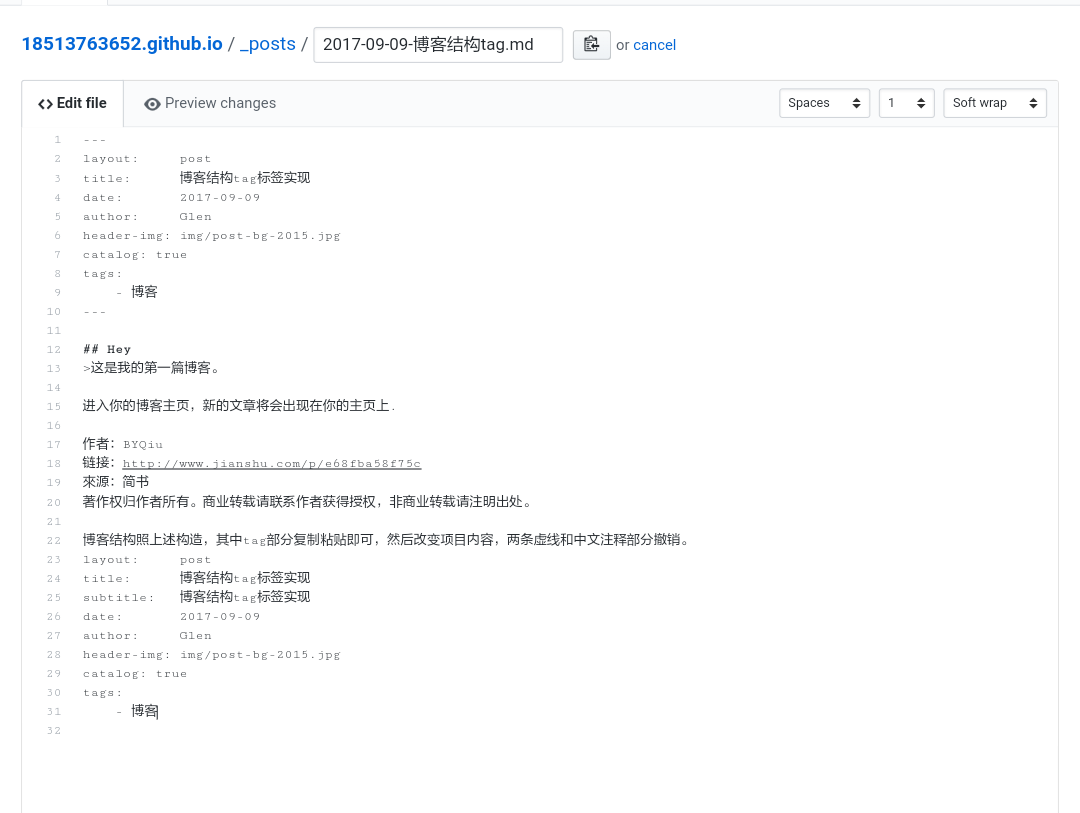 18513763652.github.io / _posts / 2017-09-09-博客结构tag.md or cancel
<> Edit file Preview changes Spaces 1 Soft wrap
1 ---
2 layout: post
3 title: 博客结构tag标签实现
4 date: 2017-09-09
5 author: Glen
6 header-img: img/post-bg-2015.jpg
7 catalog: true
8 tags:
9 - 博客
10 ---
11
12 ## Hey
13 >这是我的第一篇博客。
14
15 进入你的博客主页，新的文章将会出现在你的主页上.
16
17 作者：BYQiu
18 链接：http://www.jianshu.com/p/e68fba58f75c
19 來源：简书
20 著作权归作者所有。商业转载请联系作者获得授权，非商业转载请注明出处。
21
22 博客结构照上述构造，其中tag部分复制粘贴即可，然后改变项目内容，两条虚线和中文注释部分撤销。
23 layout: post
24 title: 博客结构tag标签实现
25 subtitle: 博客结构tag标签实现
26 date: 2017-09-09
27 author: Glen
28 header-img: img/post-bg-2015.jpg
29 catalog: true
30 tags:
31 - 博客
32